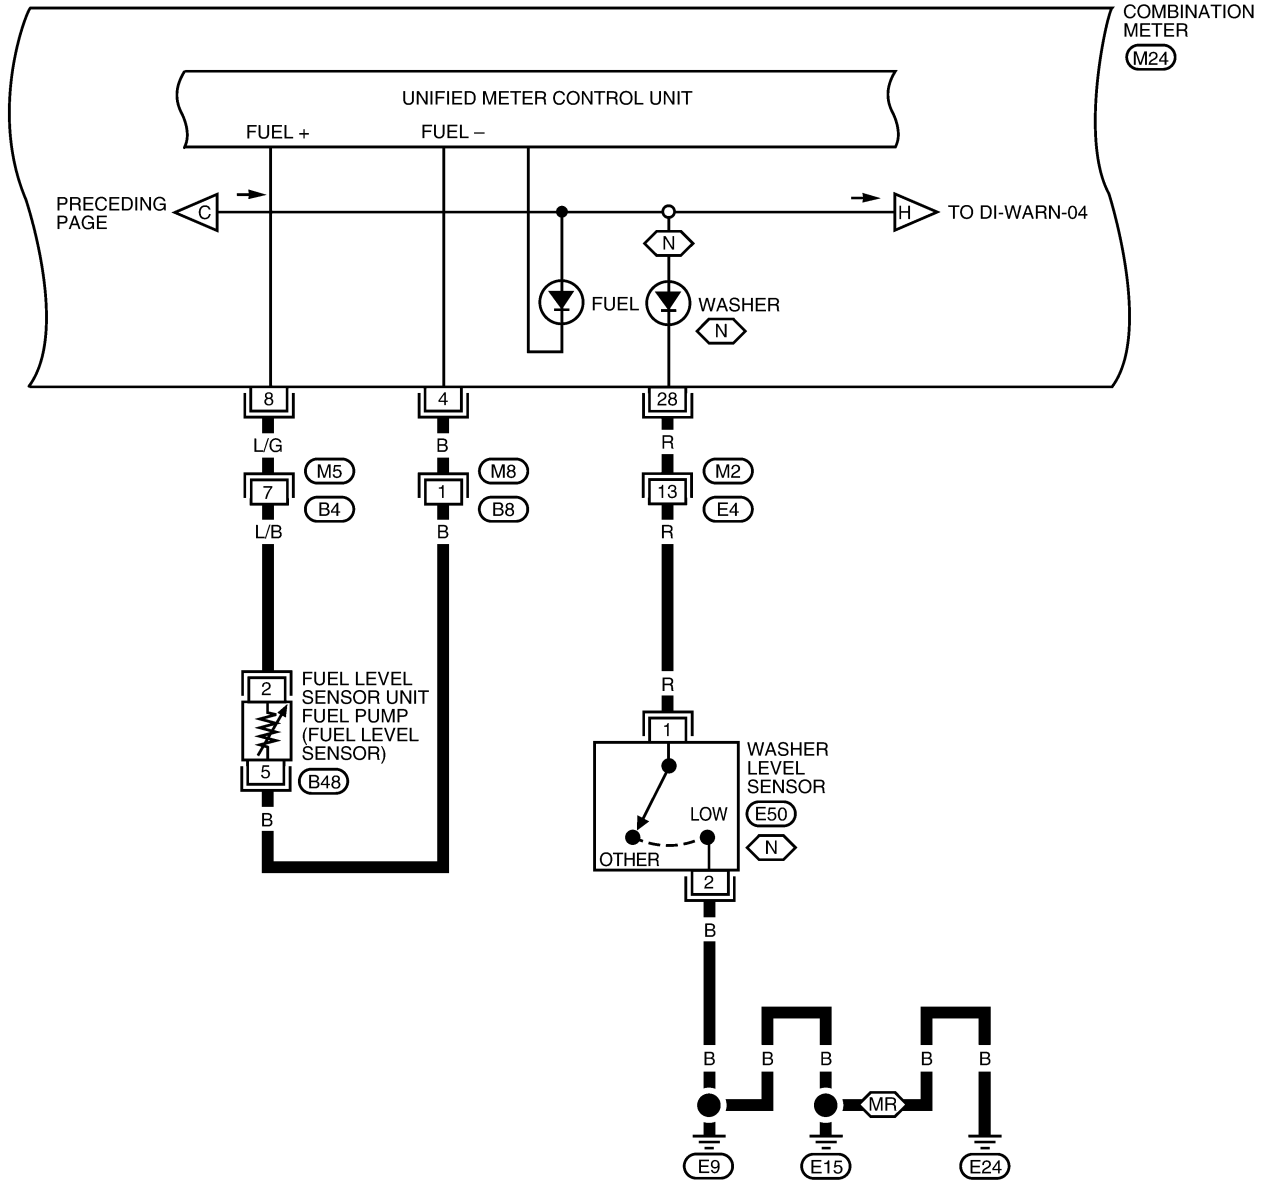 COMBINATION
METER
M24
UNIFIED METER CONTROL UNIT
FUEL +
FUEL –
PRECEDING
PAGE
C
H
TO DI-WARN-04
N
FUEL
WASHER
N
8
4
28
L/G
B
R
M5
M8
M2
7
1
13
B4
B8
E4
L/B
B
R
2
FUEL LEVEL
SENSOR UNIT
FUEL PUMP
(FUEL LEVEL
SENSOR)
5
B48
B
R
1
WASHER
LEVEL
SENSOR
E50
N
LOW
OTHER
2
B
B
B
B
B
B
MR
E9
E15
E24